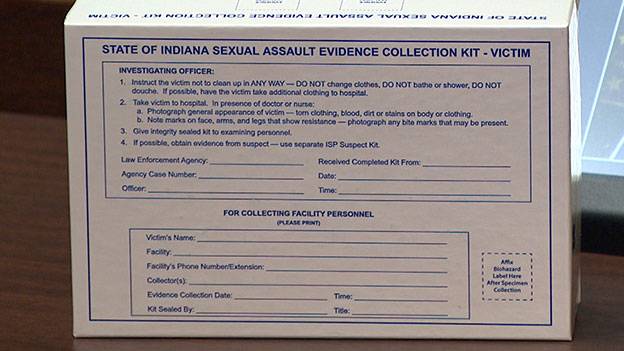 STATE OF INDIANA SEXUAL ASSAULT EVIDENCE COLLECTION KIT - VICTIM
STATE OF INDIANA SEXUAL ASSAULT EVIDENCE COLLECTION KIT - VICTIM
INVESTIGATING OFFICER:
1. Instruct the victim not to clean up in ANY WAY — DO NOT change clothes, DO NOT bathe or shower, DO NOT
douche. If possible, have the victim take additional clothing to hospital.
2. Take victim to hospital. In presence of doctor or nurse:
a. Photograph general appearance of victim — torn clothing, blood, dirt or stains on body or clothing.
b. Note marks on face, arms, and legs that show resistance — photograph any bite marks that may be present.
3. Give integrity sealed kit to examining personnel.
4. If possible, obtain evidence from suspect — use separate ISP Suspect Kit.
Law Enforcement Agency: Received Completed Kit From:
Agency Case Number: Date:
Officer: Time:
FOR COLLECTING FACILITY PERSONNEL
(PLEASE PRINT)
Victim's Name:
Facility:
Facility's Phone Number/Extension:
Collector(s):
Evidence Collection Date: Time:
Kit Sealed By: Title:
Affix
Biohazard
Label Here
After Specimen
Collection